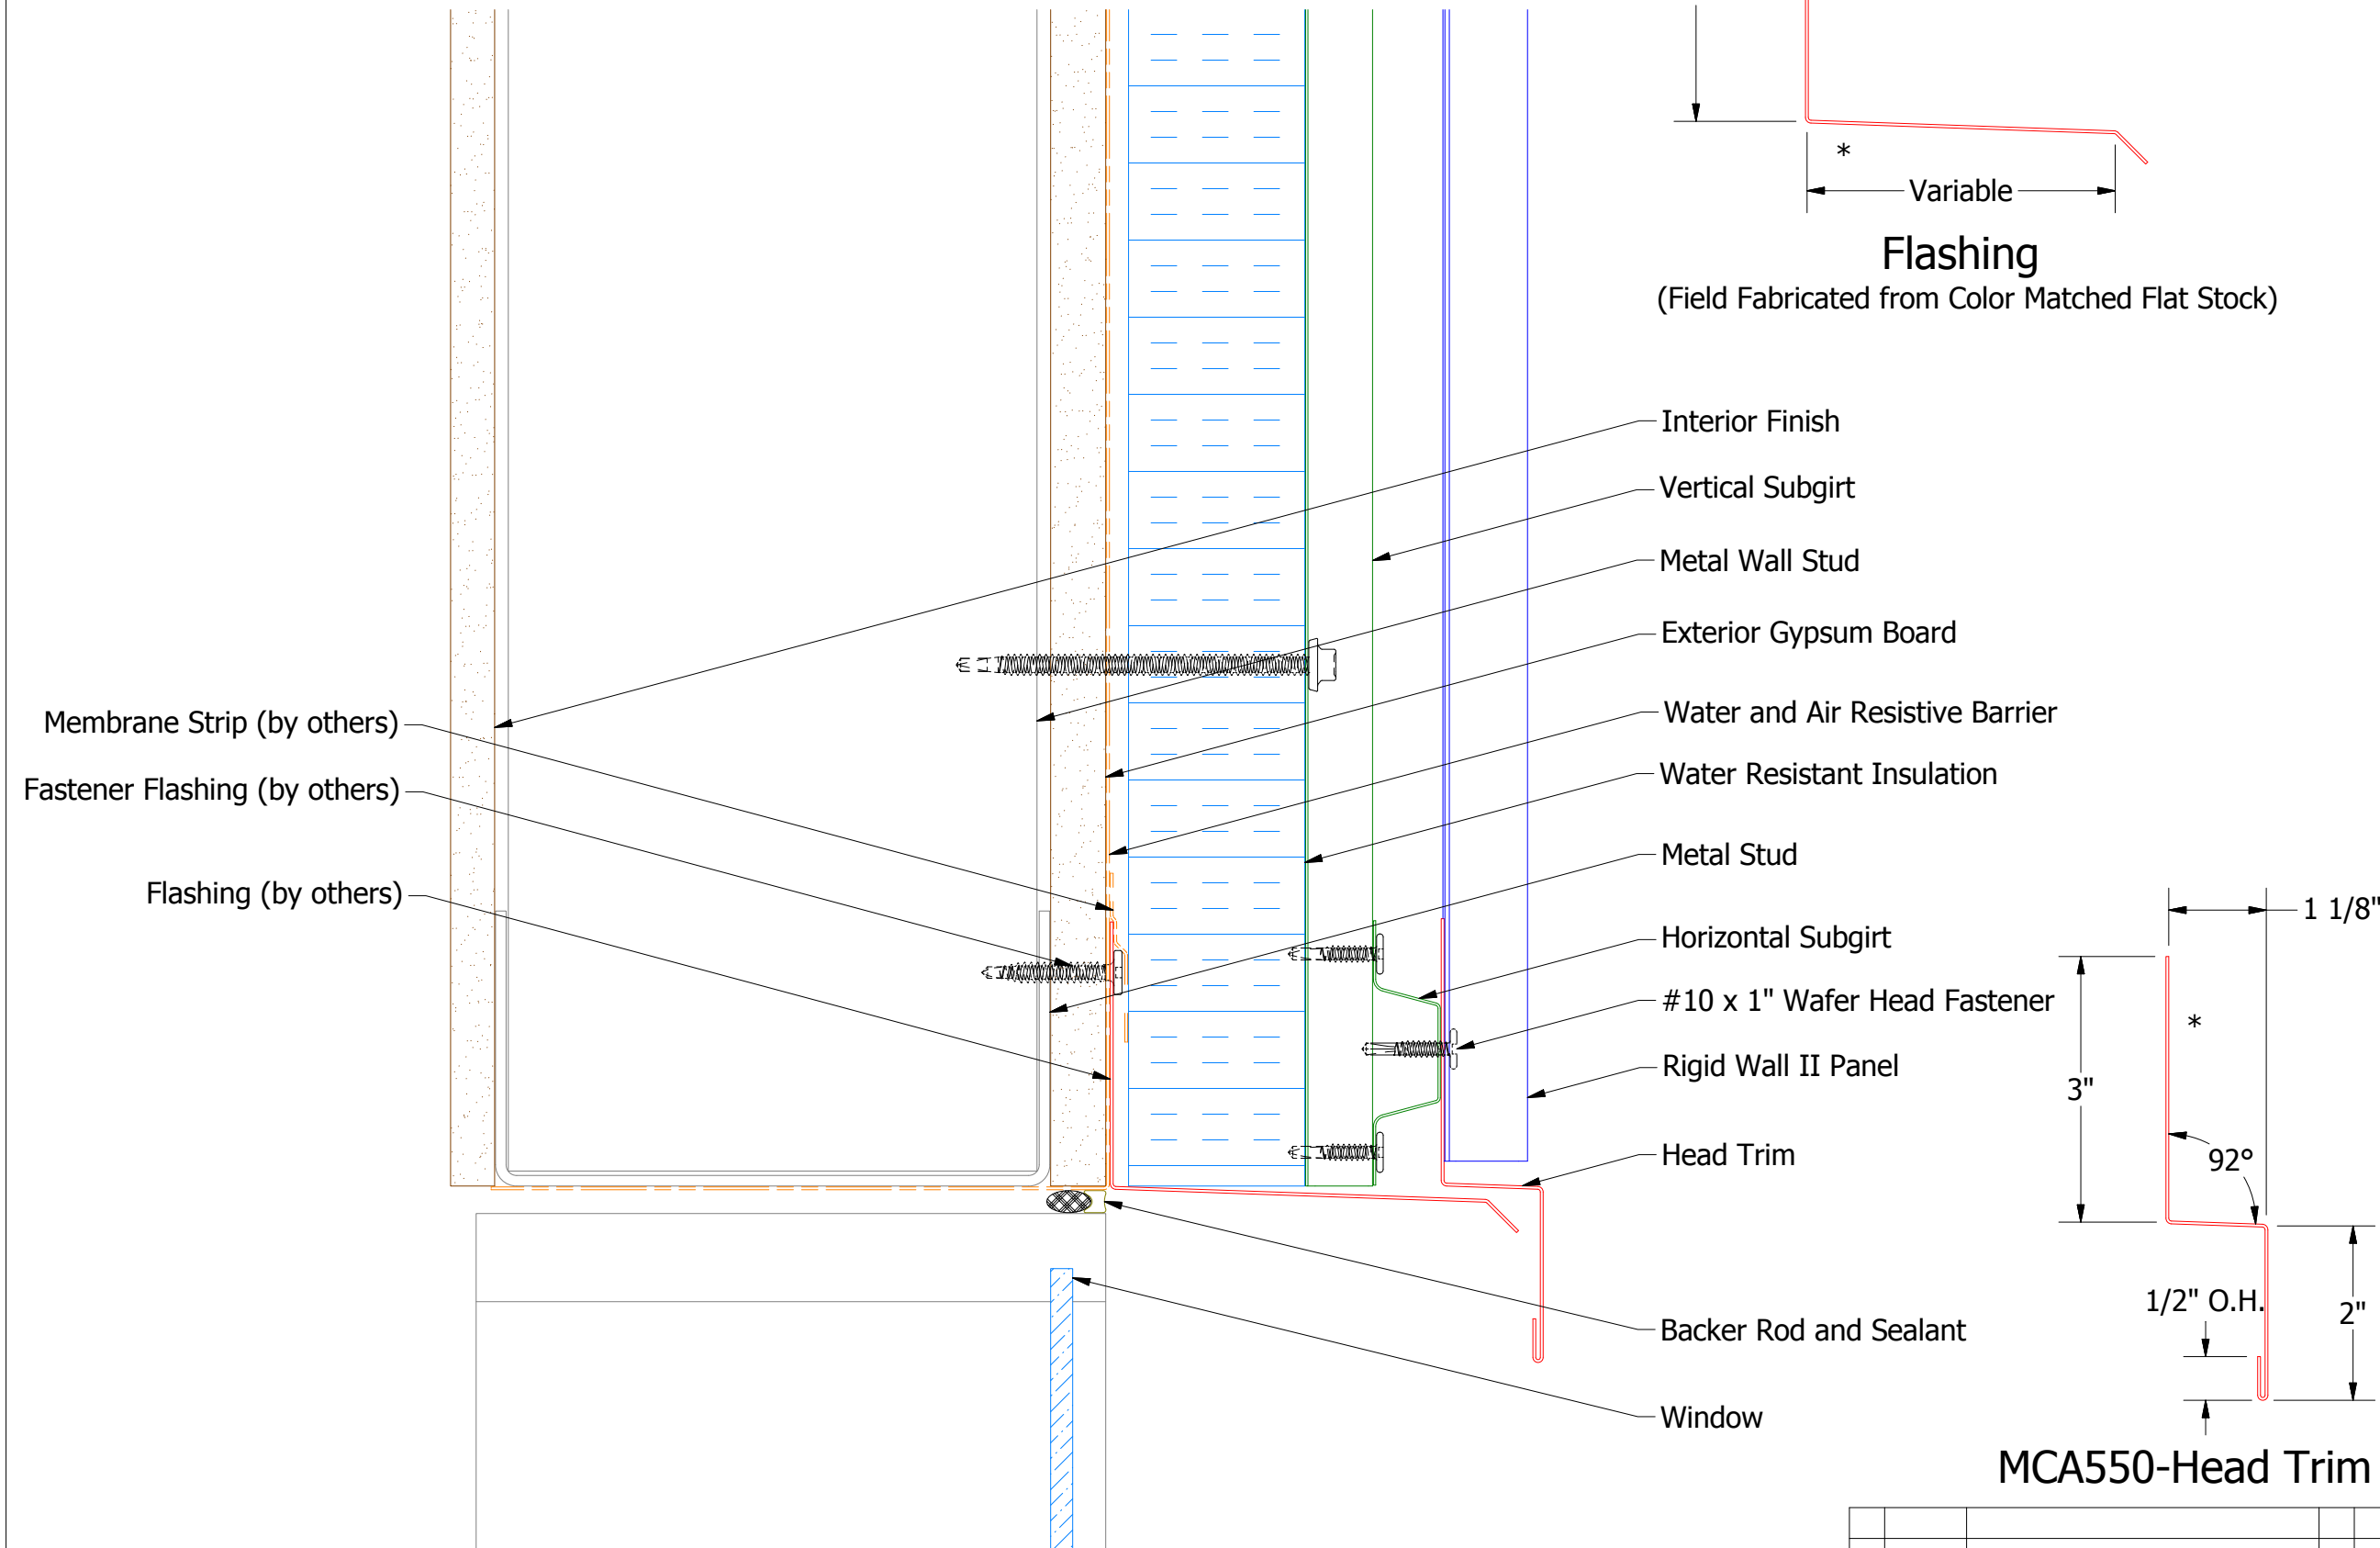 *
Variable
Flashing
(Field Fabricated from Color Matched Flat Stock)
Interior Finish
Vertical Subgirt
Metal Wall Stud
Exterior Gypsum Board
Water and Air Resistive Barrier
Water Resistant Insulation
Metal Stud
Horizontal Subgirt
#10 x 1" Wafer Head Fastener
Rigid Wall II Panel
Head Trim
Backer Rod and Sealant
Window
Membrane Strip (by others)
Fastener Flashing (by others)
Flashing (by others)
1 1/8"
*
3"
92°
1/2" O.H.
2"
MCA550-Head Trim